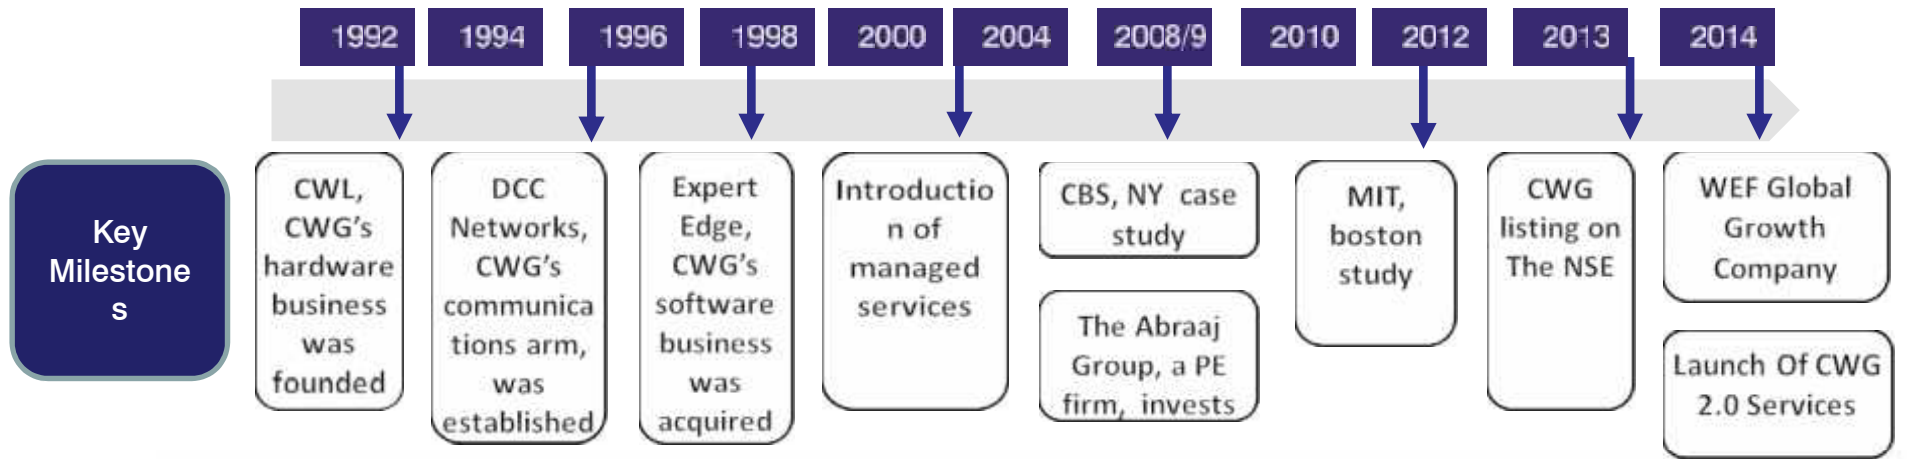 1992
1994
1996
1998
2000
2004
2008/9
2010
2012
2013
2014
Key
Milestone
s
CWL,
CWG's
hardware
business
was
founded
DCC
Networks,
CWG's
communica
tions arm,
was
established
Expert
Edge,
CWG's
software
business
was
acquired
Introductio
n of
managed
services
CBS, NY case
study
The Abraaj
Group, a PE
firm, invests
MIT,
boston
study
CWG
listing on
The NSE
WEF Global
Growth
Company
Launch Of CWG
2.0 Services